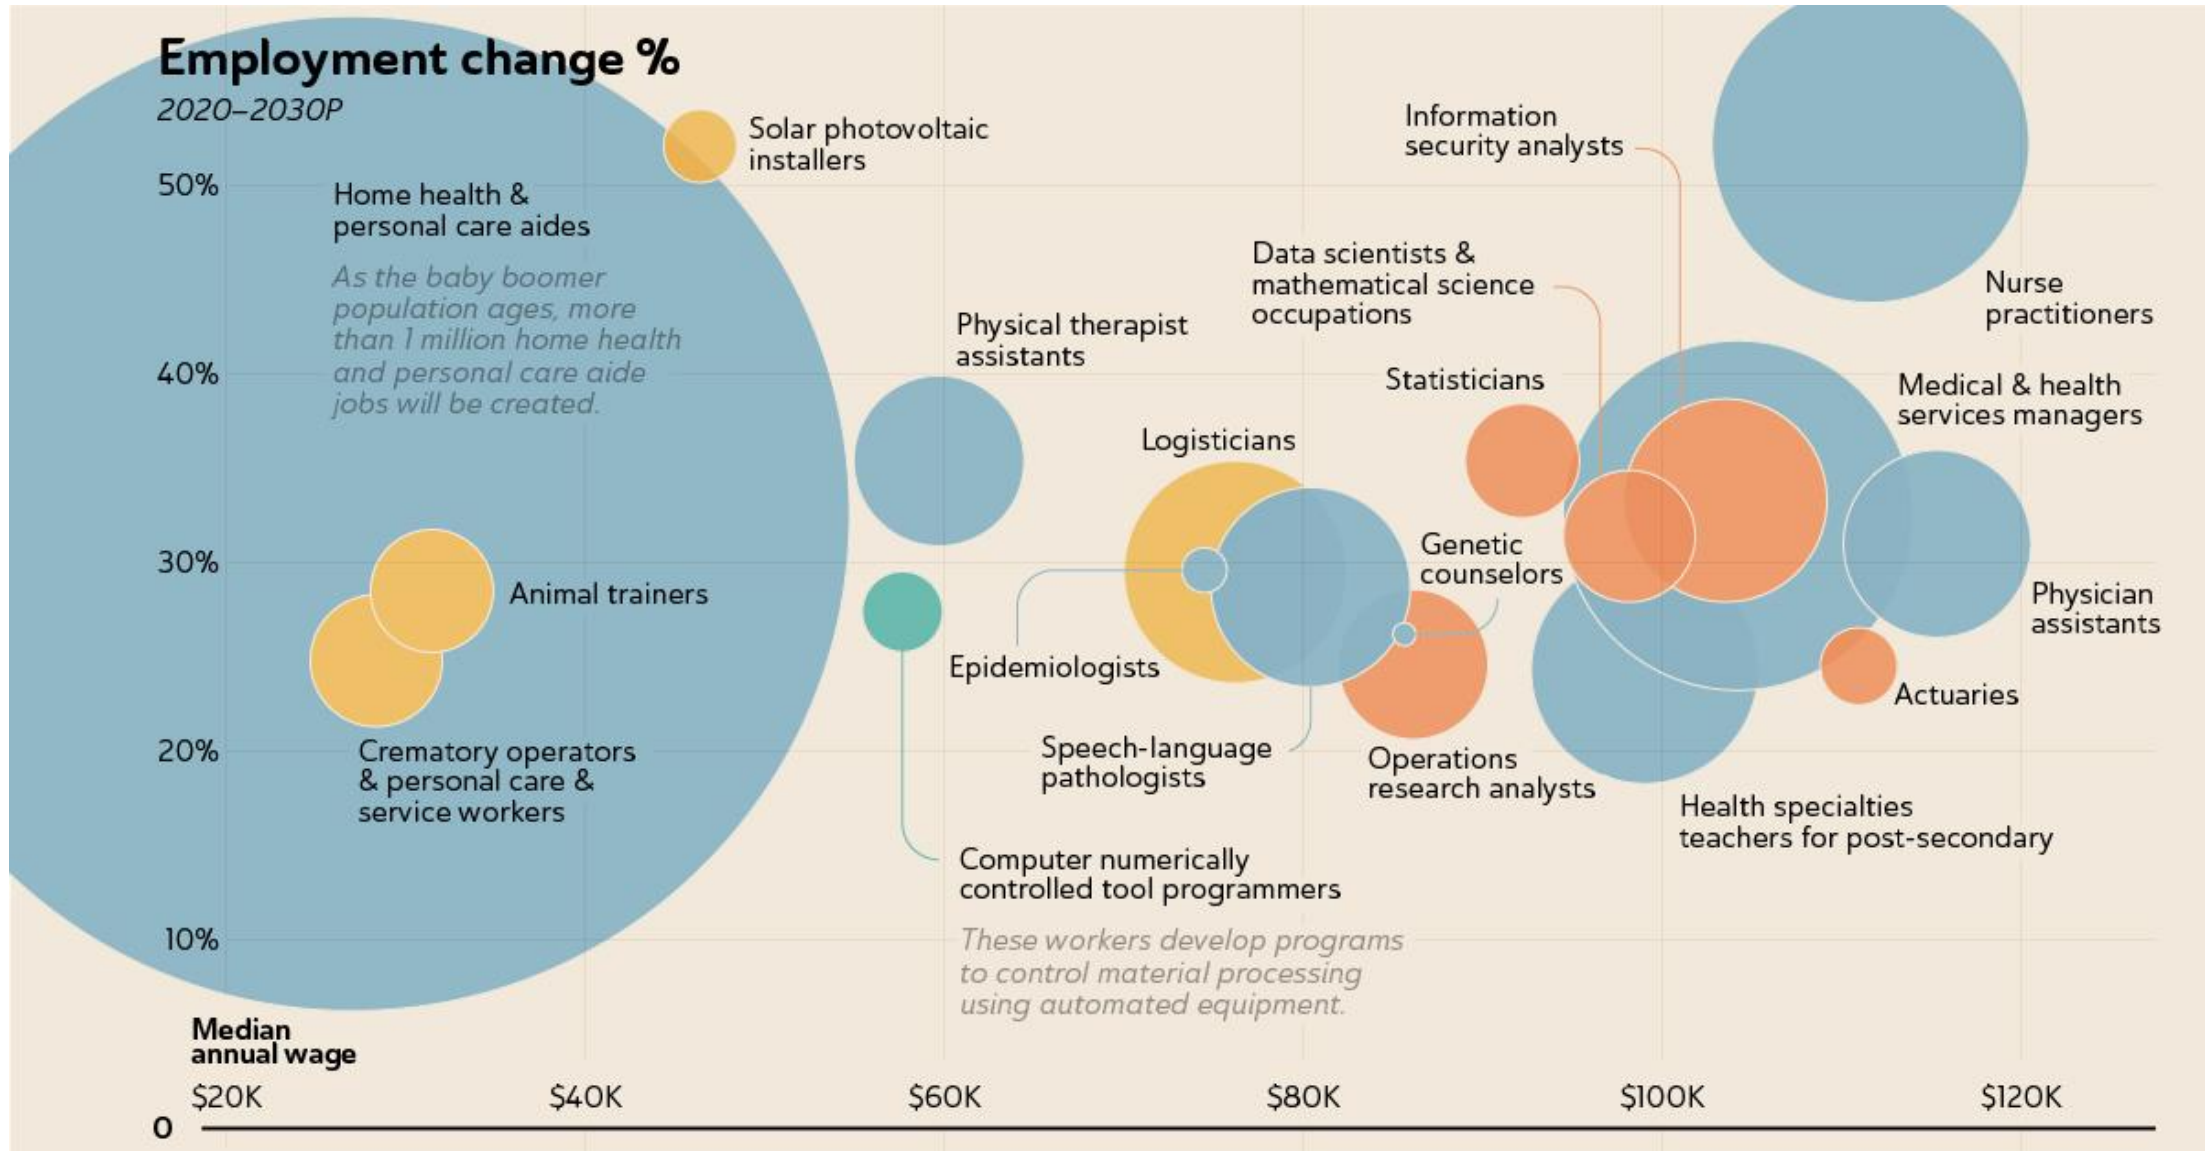 Employment change %
2020–2030P
50%
40%
30%
20%
10%
Home health &
personal care aides
As the baby boomer
population ages, more
than 1 million home health
and personal care aide
jobs will be created.
Solar photovoltaic
installers
Animal trainers
Crematory operators
& personal care &
service workers
Physical therapist
assistants
Computer numerically
controlled tool programmers
These workers develop programs
to control material processing
using automated equipment.
Logisticians
Epidemiologists
Speech-language
pathologists
Genetic
counselors
Operations
research analysts
Statisticians
Data scientists &
mathematical science
occupations
Information
security analysts
Nurse
practitioners
Medical & health
services managers
Physician
assistants
Actuaries
Health specialties
teachers for post-secondary
Median
annual wage
$20K
$40K
$60K
$80K
$100K
$120K
0